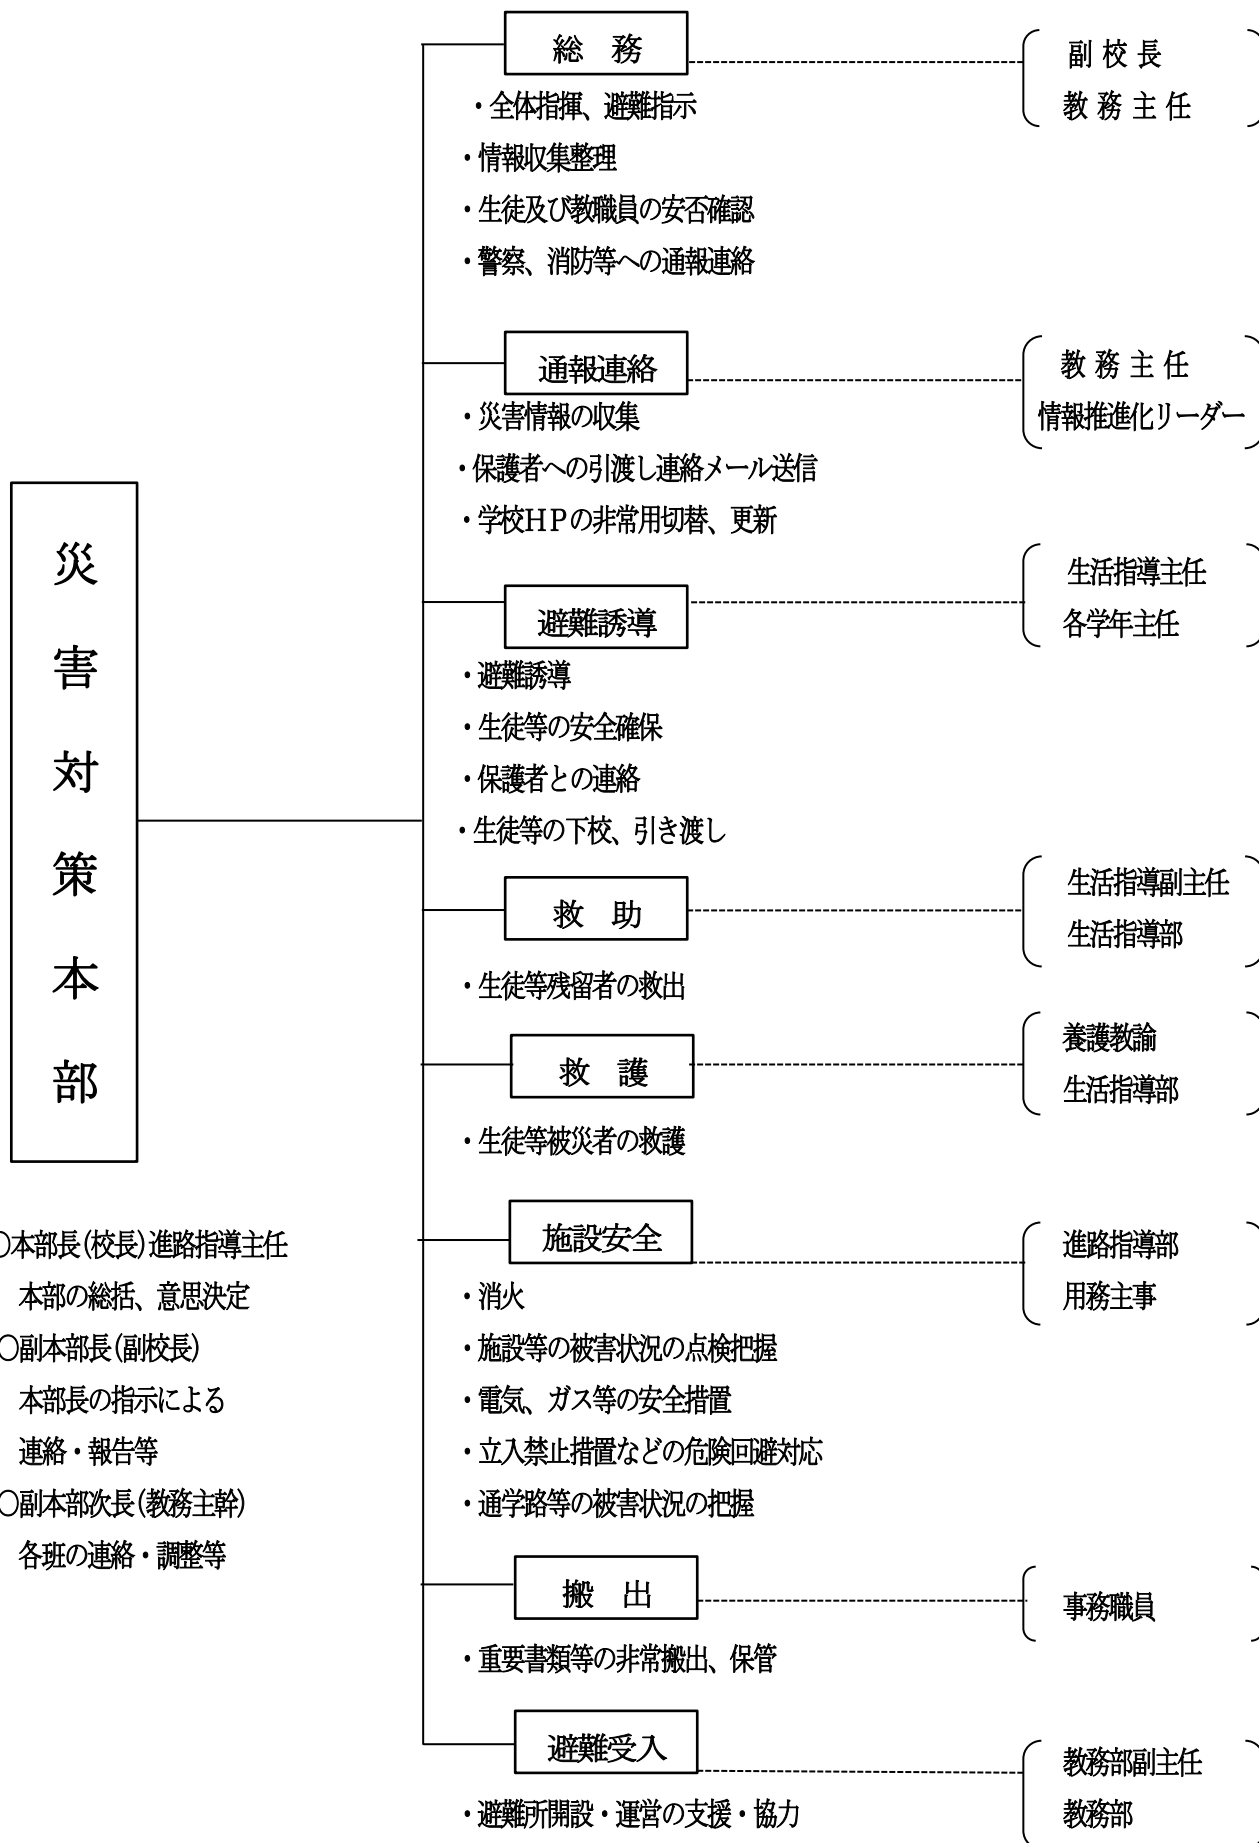 災害対策本部
〇本部長(校長)進路指導主任
本部の総括、意思決定
〇副本部長(副校長)
本部長の指示による
連絡・報告等
〇副本部次長(教務主幹)
各班の連絡・調整等
総　務
副 校 長
教 務 主 任
・全体指揮、避難指示
・情報収集整理
・生徒及び教職員の安否確認
・警察、消防等への通報連絡
通報連絡
教 務 主 任
情報推進化リーダー
・災害情報の収集
・保護者への引渡し連絡メール送信
・学校ＨＰの非常用切替、更新
避難誘導
生活指導主任
各学年主任
・避難誘導
・生徒等の安全確保
・保護者との連絡
・生徒等の下校、引き渡し
救　助
生活指導副主任
生活指導部
・生徒等残留者の救出
救　護
養護教諭
生活指導部
・生徒等被災者の救護
施設安全
進路指導部
用務主事
・消火
・施設等の被害状況の点検把握
・電気、ガス等の安全措置
・立入禁止措置などの危険回避対応
・通学路等の被害状況の把握
搬　出
事務職員
・重要書類等の非常搬出、保管
避難受入
教務部副主任
教務部
・避難所開設・運営の支援・協力